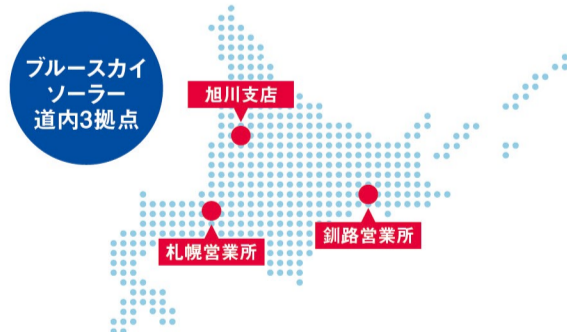 ブルースカイ
ソーラー
道内3拠点
旭川支店
釧路営業所
札幌営業所